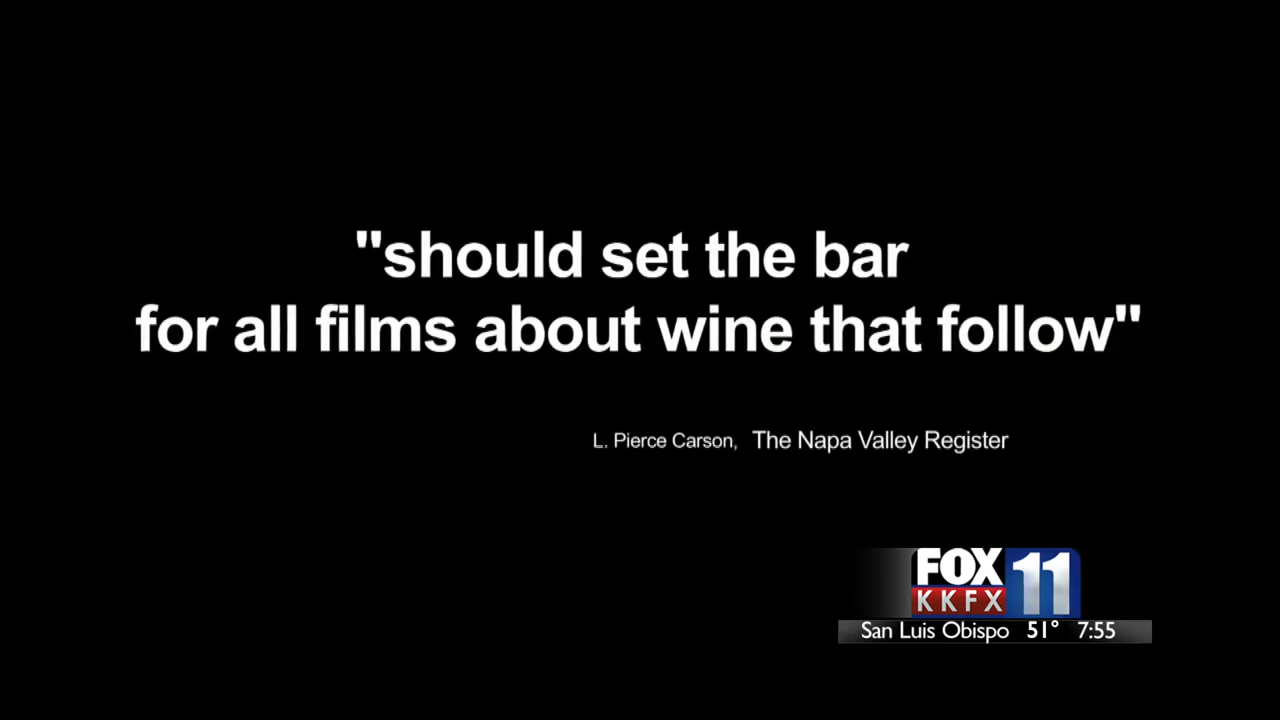 "should set the bar
for all films about wine that follow"
L. Pierce Carson, The Napa Valley Register
FOX 11
KKFX
San Luis Obispo 51° 7:55